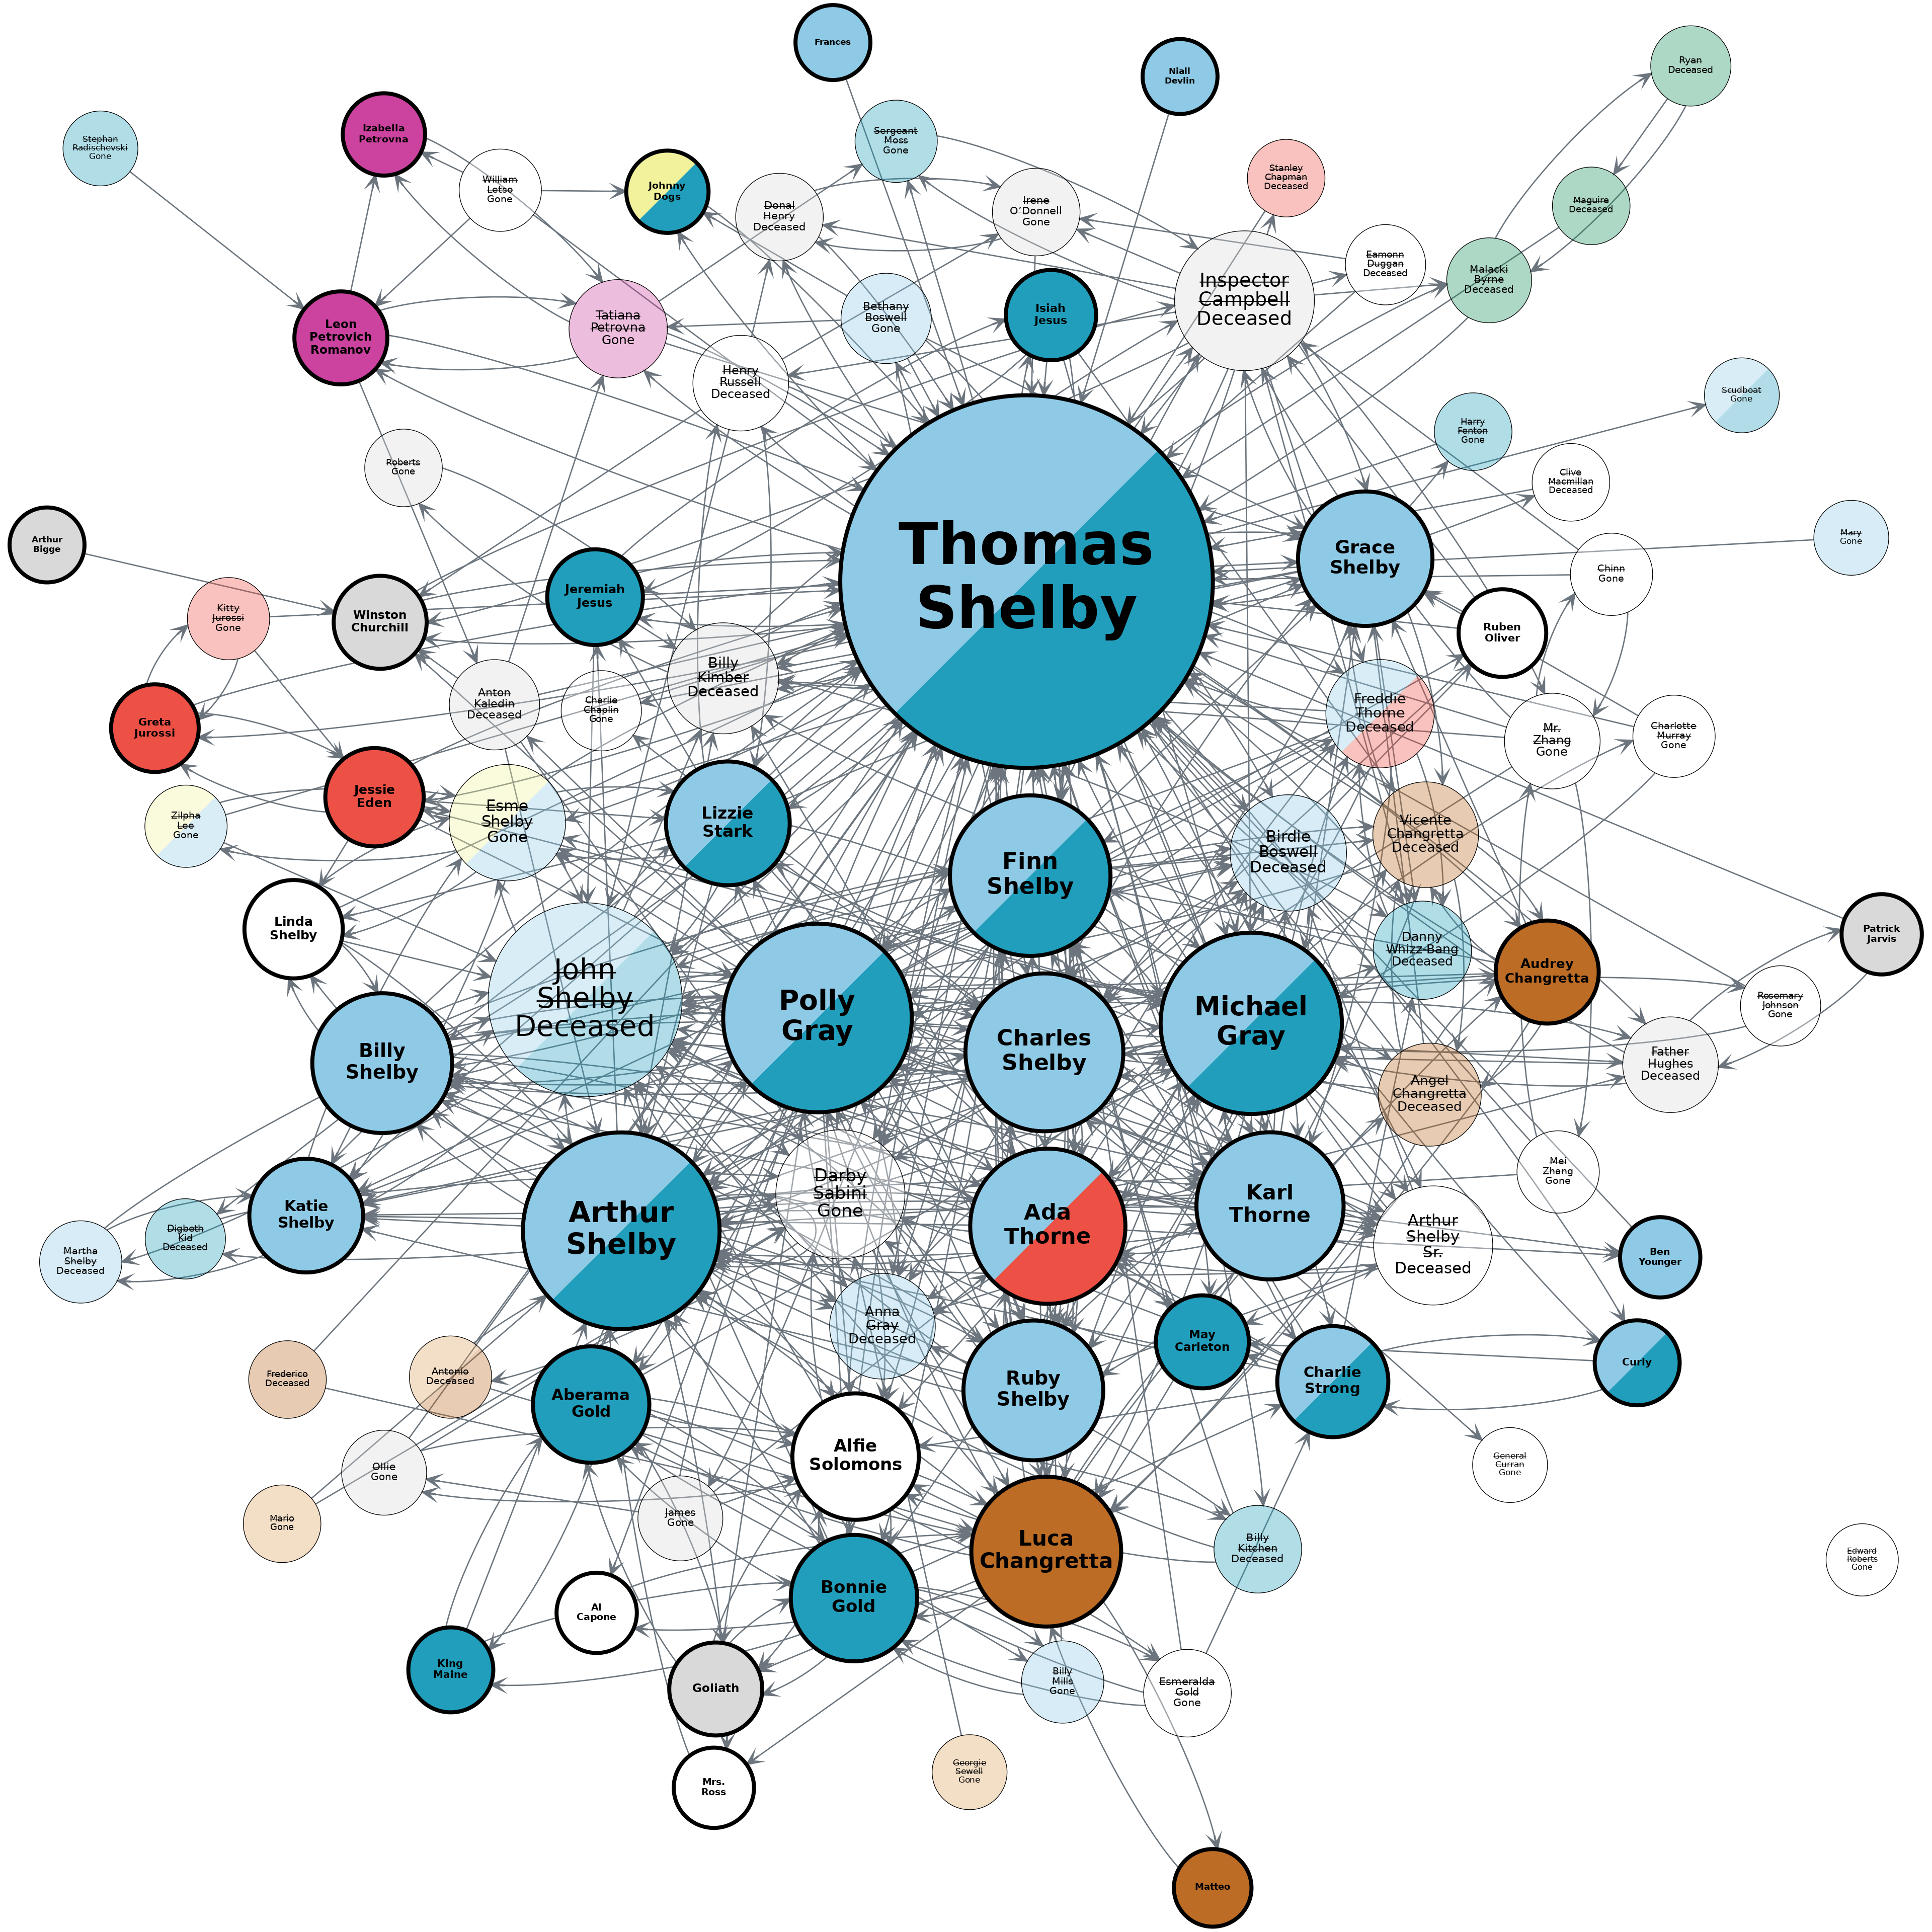 Frances
Niall
Devlin
Ryan
Deceased
Stephan
Radischevski
Gone
Izabella
Petrovna
William
Letso
Gone
Johnny
Dogs
Sergeant
Moss
Gone
Donal
Henry
Deceased
Irene
O'Donnell
Gone
Stanley
Chapman
Deceased
Maguire
Deceased
Inspector
Campbell
Deceased
Eamonn
Duggan
Deceased
Malacki
Byrne
Deceased
Leon
Petrovich
Romanov
Tatiana
Petrovna
Gone
Bethany
Boswell
Gone
Isiah
Jesus
Henry
Russell
Deceased
Scudboat
Gone
Harry
Fenton
Gone
Roberts
Gone
Clive
Macmillan
Deceased
Arthur
Bigge
Thomas
Shelby
Grace
Shelby
Mary
Gone
Chinn
Gone
Kitty
Jurossi
Gone
Winston
Churchill
Jeremiah
Jesus
Ruben
Oliver
Billy
Kimber
Deceased
Anton
Kaledin
Deceased
Charlie
Chaplin
Gone
Freddie
Thorne
Deceased
Greta
Jurossi
Mr.
Zhang
Gone
Charlotte
Murray
Gone
Jessie
Eden
Zilpha
Lee
Gone
Esme
Shelby
Gone
Lizzie
Stark
Finn
Shelby
Birdie
Boswell
Deceased
Vicente
Changretta
Deceased
Linda
Shelby
Danny
Whizz-Bang
Deceased
Audrey
Changretta
Patrick
Jarvis
John
Shelby
Deceased
Polly
Gray
Charles
Shelby
Michael
Gray
Rosemary
Johnson
Gone
Billy
Shelby
Father
Hughes
Deceased
Angel
Changretta
Deceased
Mei
Zhang
Gone
Katie
Shelby
Darby
Sabini
Gone
Karl
Thorne
Arthur
Shelby
Ada
Thorne
Arthur
Shelby
Sr.
Deceased
Digbeth
Kid
Deceased
Martha
Shelby
Deceased
Ben
Younger
Anna
Gray
Deceased
May
Carleton
Charlie
Strong
Curly
Frederico
Deceased
Antonio
Deceased
Aberama
Gold
Ruby
Shelby
Alfie
Solomons
Ollie
Gone
General
Curran
Gone
Mario
Gone
James
Gone
Luca
Changretta
Billy
Kitchen
Deceased
Edward
Roberts
Gone
Al
Capone
Bonnie
Gold
King
Maine
Goliath
Billy
Mills
Gone
Esmeralda
Gold
Gone
Mrs.
Ross
Georgie
Sewell
Gone
Matteo